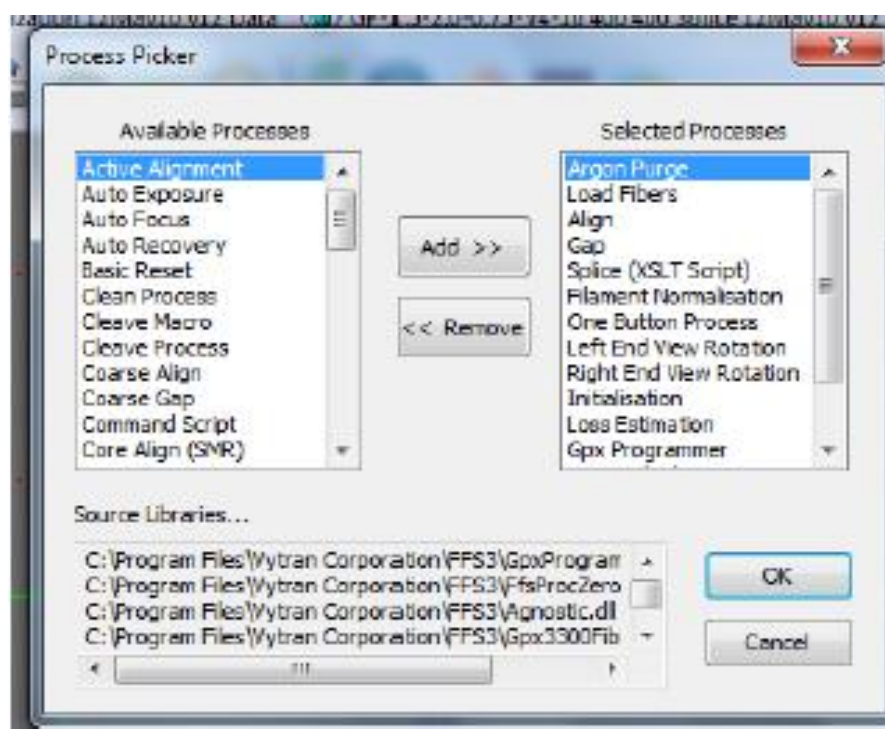 Process Picker
Available Processes
Active Alignment
Auto Exposure
Auto Focus
Auto Recovery
Basic Reset
Clean Process
Cleave Macro
Cleave Process
Coarse Align
Coarse Gap
Command Script
Core Align (SMR)
Add >>
<< Remove
Selected Processes
Argon Purge
Load Fibers
Align
Gap
Splice (XSLT Script)
Filament Normalisation
One Button Process
Left End View Rotation
Right End View Rotation
Initialisation
Loss Estimation
Gpx Programmer
Source Libraries...
C:\Program Files\Vytran Corporation\FFS3\GpxProgram
C:\Program Files\Vytran Corporation\FFS3\FfsProcZero
C:\Program Files\Vytran Corporation\FFS3\Agnostic.dll
C:\Program Files\Vytran Corporation\FFS3\Gpx3300Fib
OK
Cancel